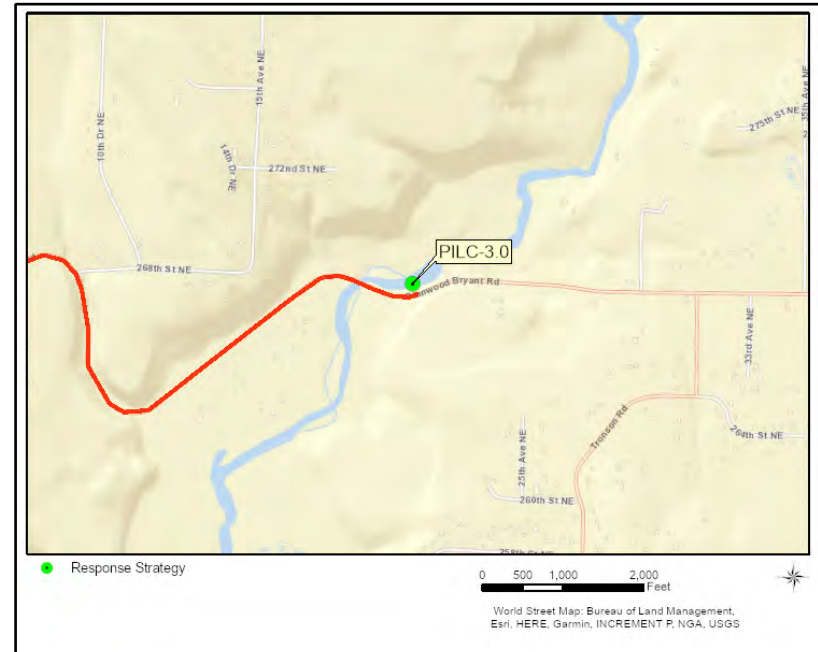 10th Dr NE
15th Ave NE
14th Dr NE
272nd St NE
268th St NE
275th St NE
35th Ave NE
PILC-3.0
Bryant Rd
33rd Ave NE
Tronson Rd
264th St NE
25th Ave NE
260th St NE
258th St NE
Response Strategy
0 500 1,000 2,000
Feet
World Street Map: Bureau of Land Management,
Esri, HERE, Garmin, INCREMENT P, NGA, USGS